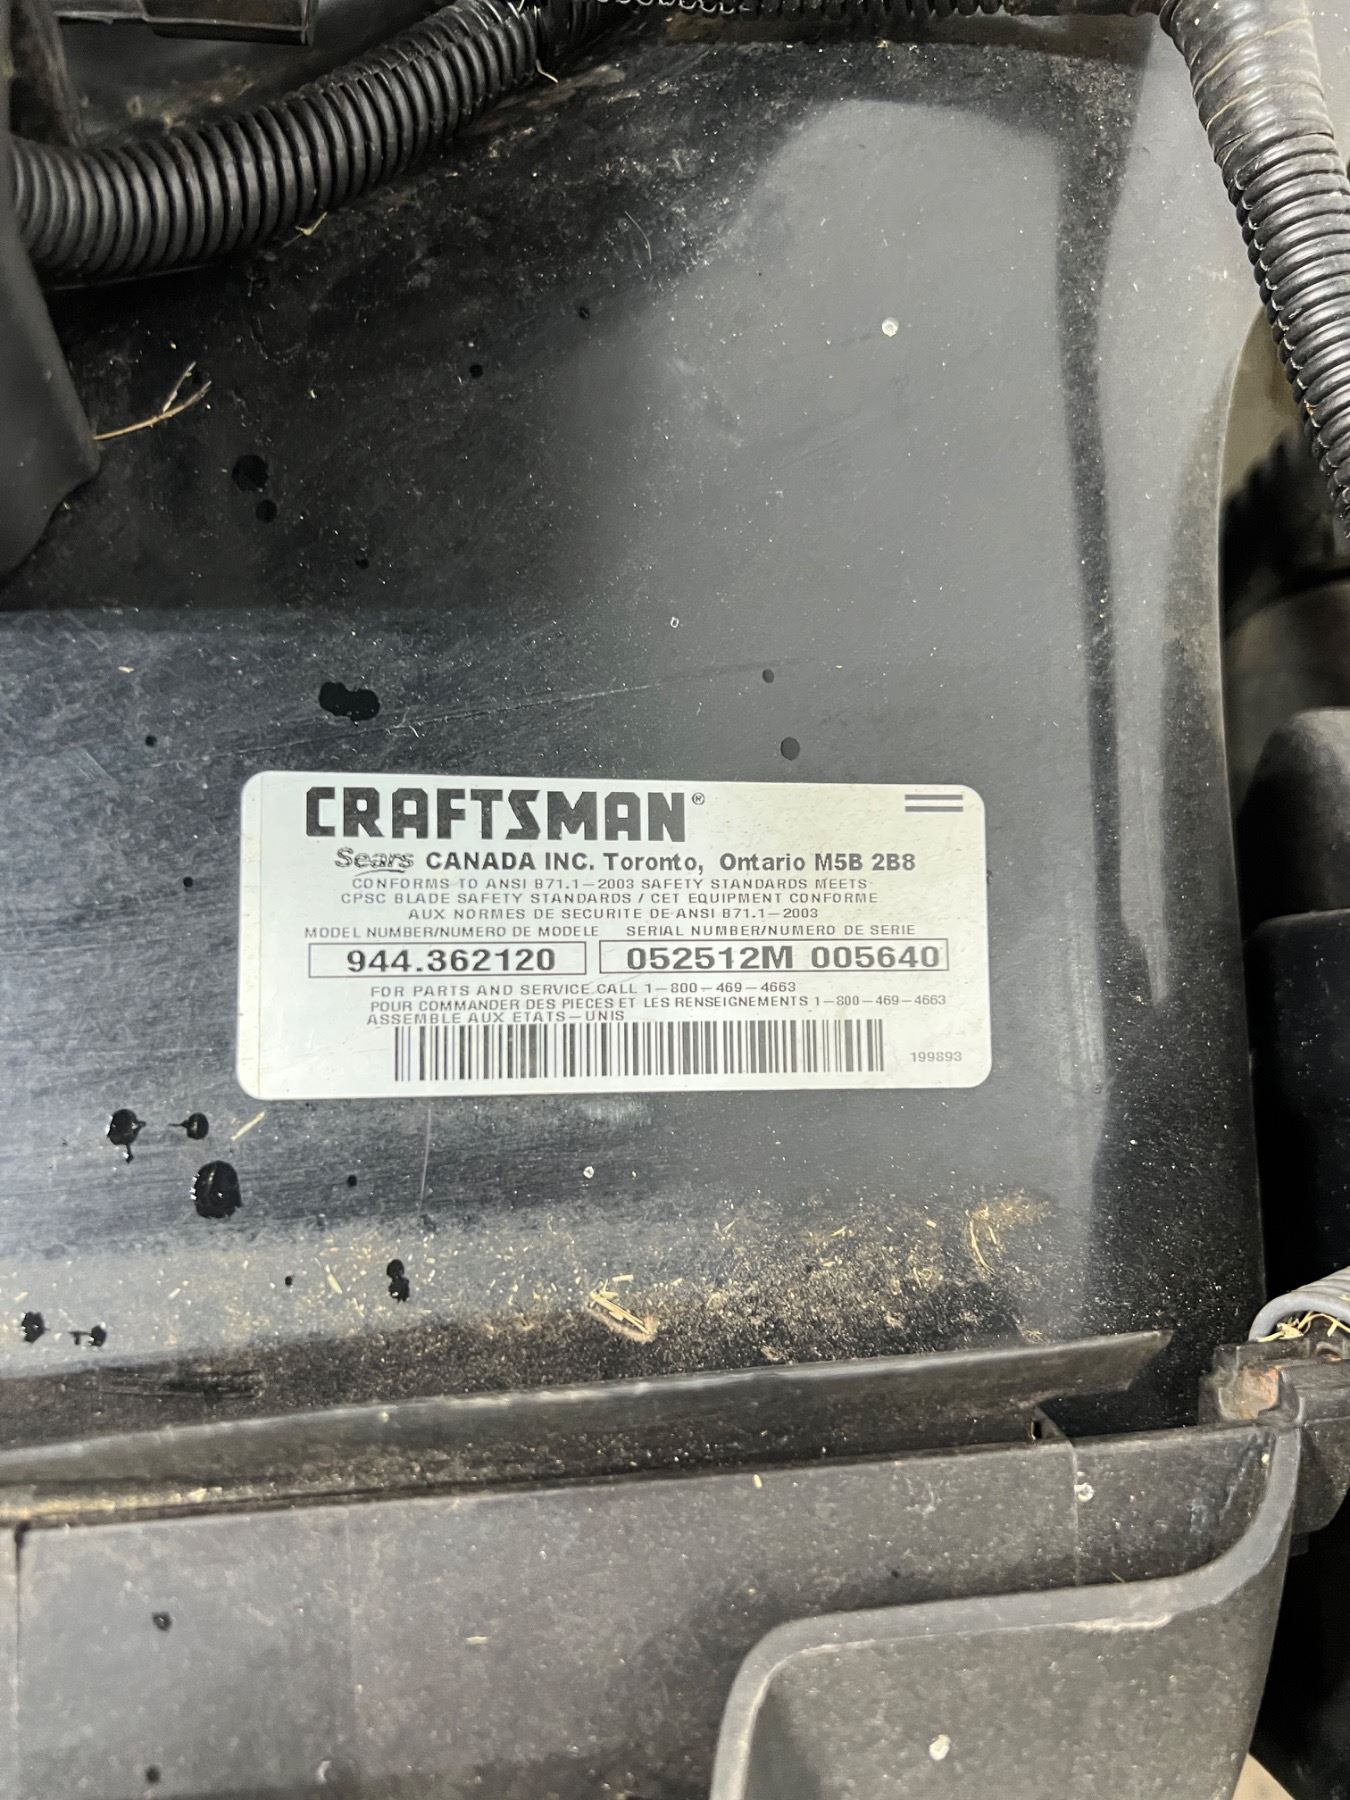 CRAFTSMAN®
Sears CANADA INC. Toronto, Ontario M5B 2B8
CONFORMS TO ANSI B71.1-2003 SAFETY STANDARDS MEETS
CPSC BLADE SAFETY STANDARDS / CET EQUIPMENT CONFORME
AUX NORMES DE SECURITE DE ANSI B71.1-2003
MODEL NUMBER/NUMERO DE MODELE SERIAL NUMBER/NUMERO DE SERIE
944.362120 052512M 005640
FOR PARTS AND SERVICE CALL 1-800-469-4663
POUR COMMANDER DES PIECES ET LES RENSEIGNEMENTS 1-800-469-4663
ASSEMBLE AUX ETATS-UNIS
199893